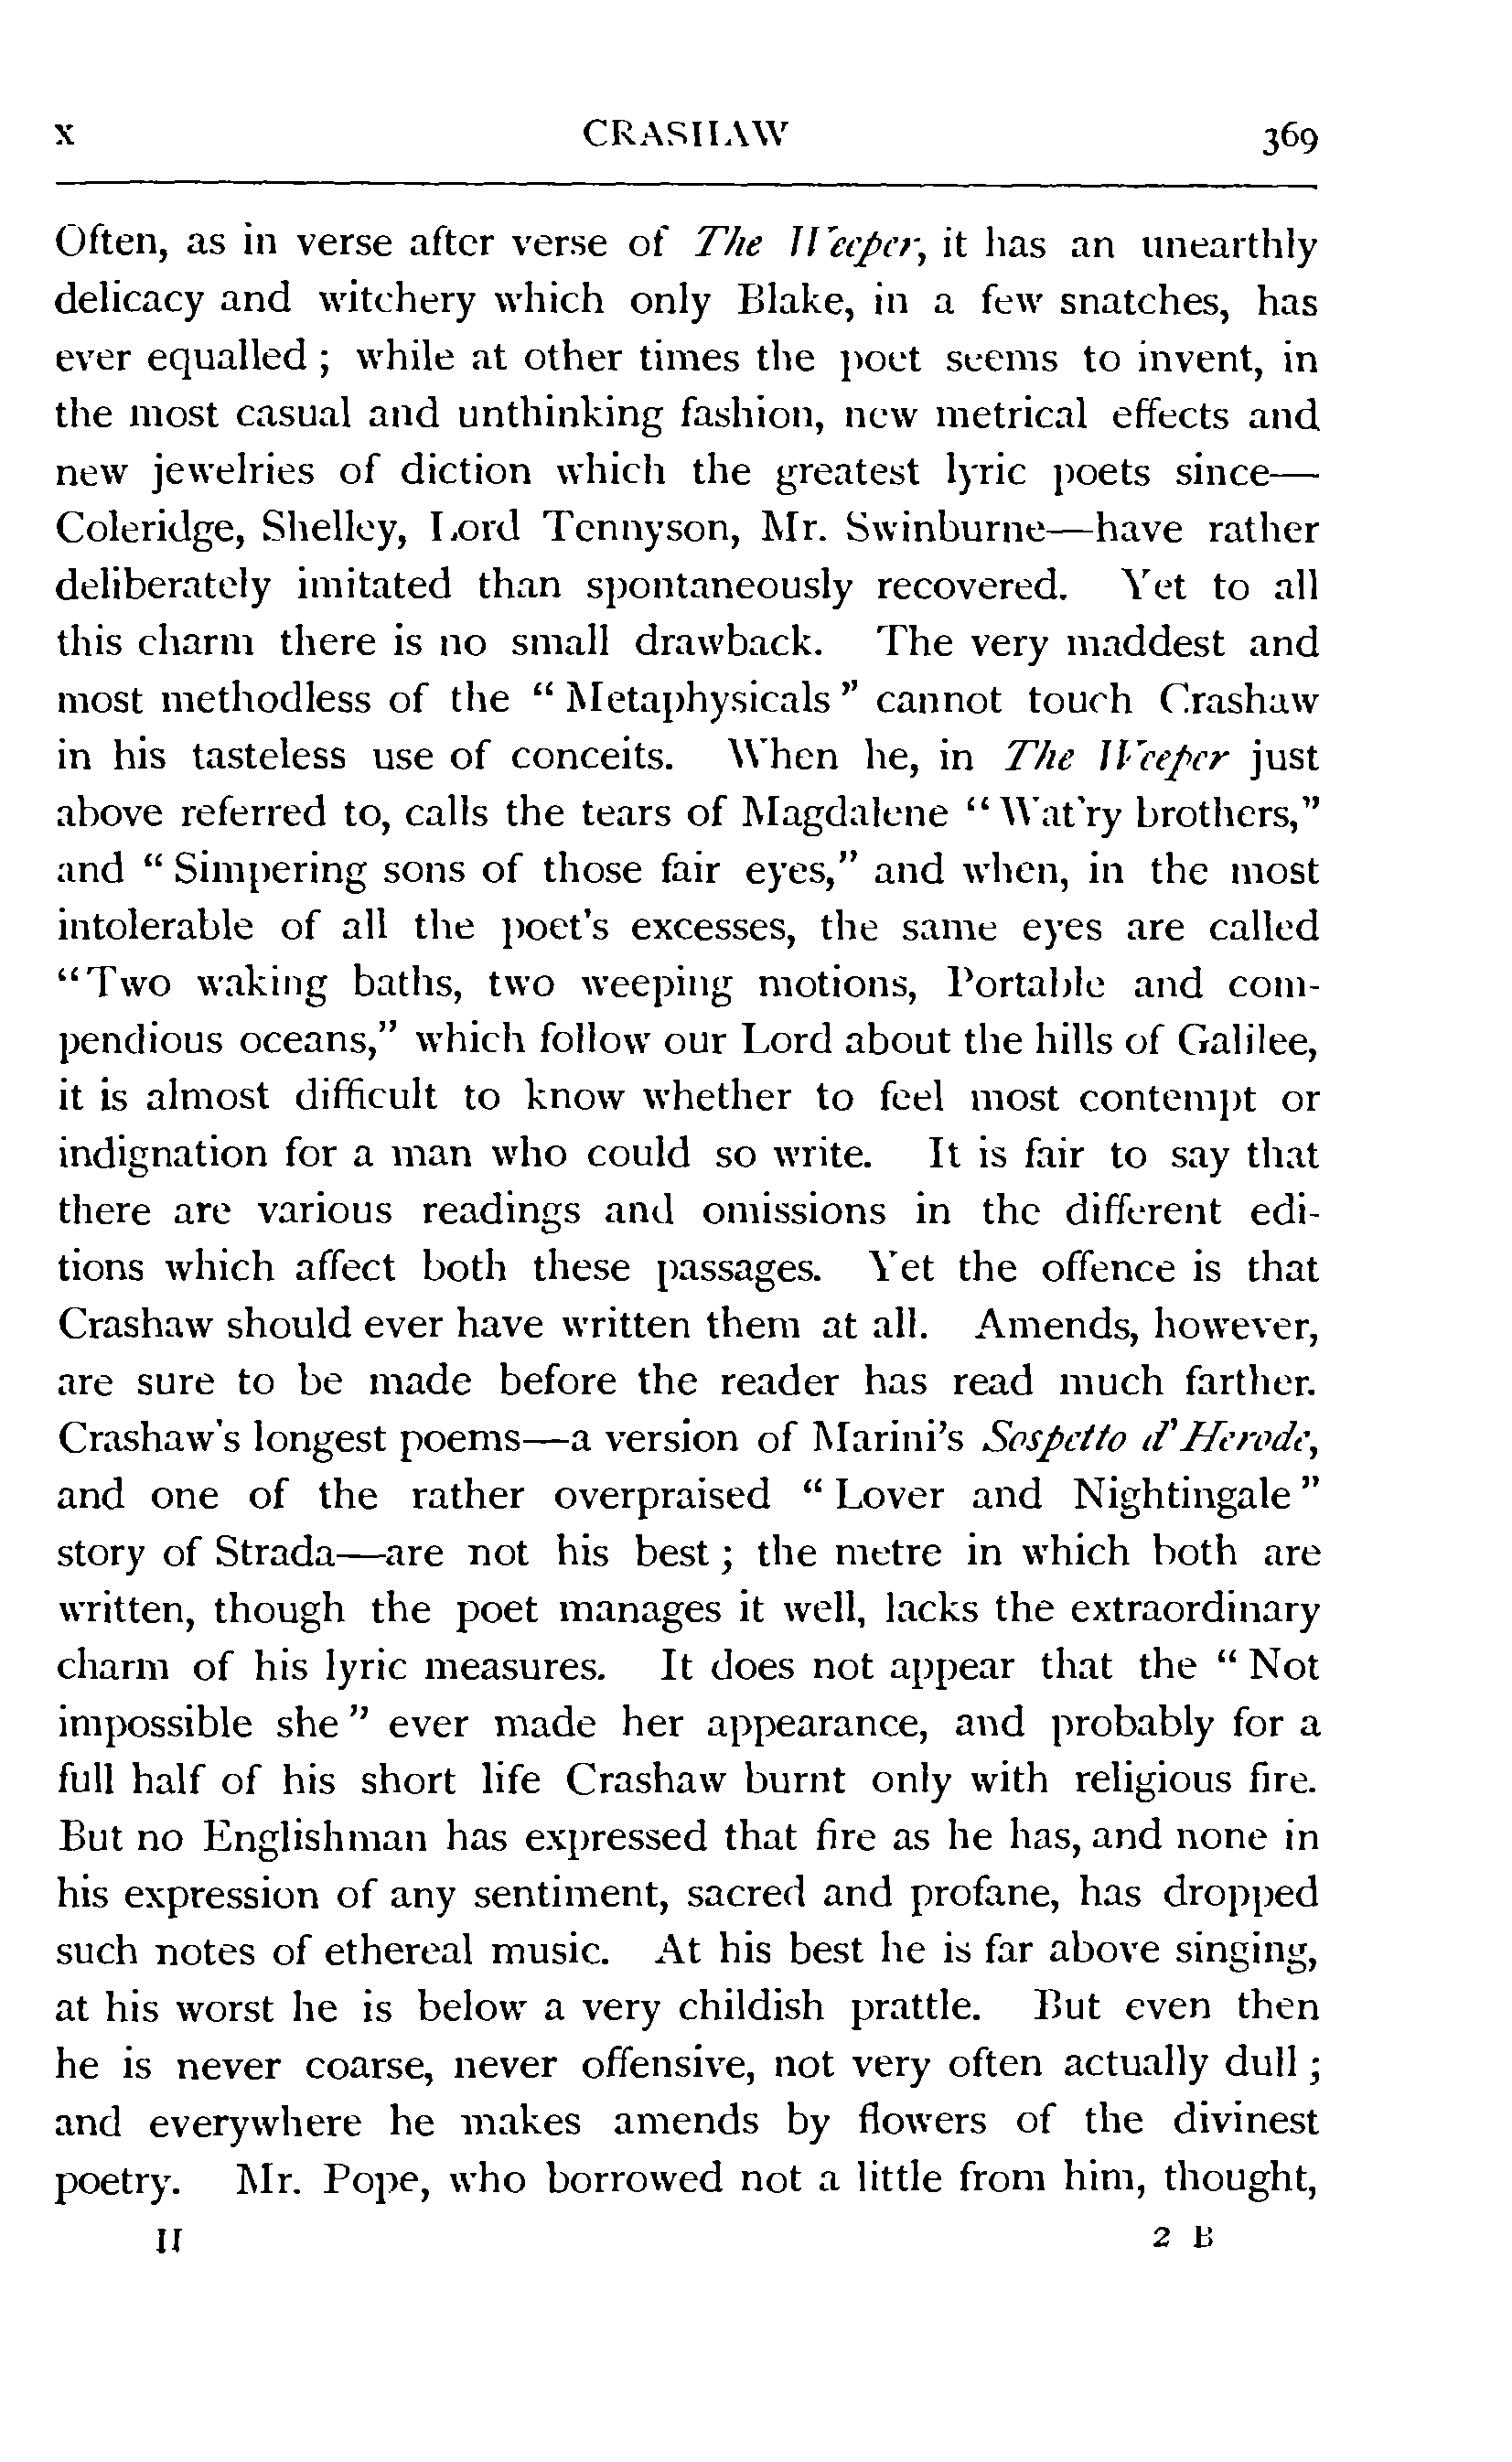 x CRASHAW 369
Often, as in verse after verse of The Weeper, it has an unearthly
delicacy and witchery which only Blake, in a few snatches, has
ever equalled ; while at other times the poet seems to invent, in
the most casual and unthinking fashion, new metrical effects and
new jewelries of diction which the greatest lyric poets since—
Coleridge, Shelley, Lord Tennyson, Mr. Swinburne—have rather
deliberately imitated than spontaneously recovered. Yet to all
this charm there is no small drawback. The very maddest and
most methodless of the “ Metaphysicals ” cannot touch Crashaw
in his tasteless use of conceits. When he, in The Weeper just
above referred to, calls the tears of Magdalene “ Wat'ry brothers,”
and “ Simpering sons of those fair eyes,” and when, in the most
intolerable of all the poet's excesses, the same eyes are called
“Two waking baths, two weeping motions, Portable and com-
pendious oceans,” which follow our Lord about the hills of Galilee,
it is almost difficult to know whether to feel most contempt or
indignation for a man who could so write. It is fair to say that
there are various readings and omissions in the different edi-
tions which affect both these passages. Yet the offence is that
Crashaw should ever have written them at all. Amends, however,
are sure to be made before the reader has read much farther.
Crashaw's longest poems—a version of Marini's Sospetto d'Herode,
and one of the rather overpraised “ Lover and Nightingale ”
story of Strada—are not his best ; the metre in which both are
written, though the poet manages it well, lacks the extraordinary
charm of his lyric measures. It does not appear that the “ Not
impossible she ” ever made her appearance, and probably for a
full half of his short life Crashaw burnt only with religious fire.
But no Englishman has expressed that fire as he has, and none in
his expression of any sentiment, sacred and profane, has dropped
such notes of ethereal music. At his best he is far above singing,
at his worst he is below a very childish prattle. But even then
he is never coarse, never offensive, not very often actually dull ;
and everywhere he makes amends by flowers of the divinest
poetry. Mr. Pope, who borrowed not a little from him, thought,
II 2 B